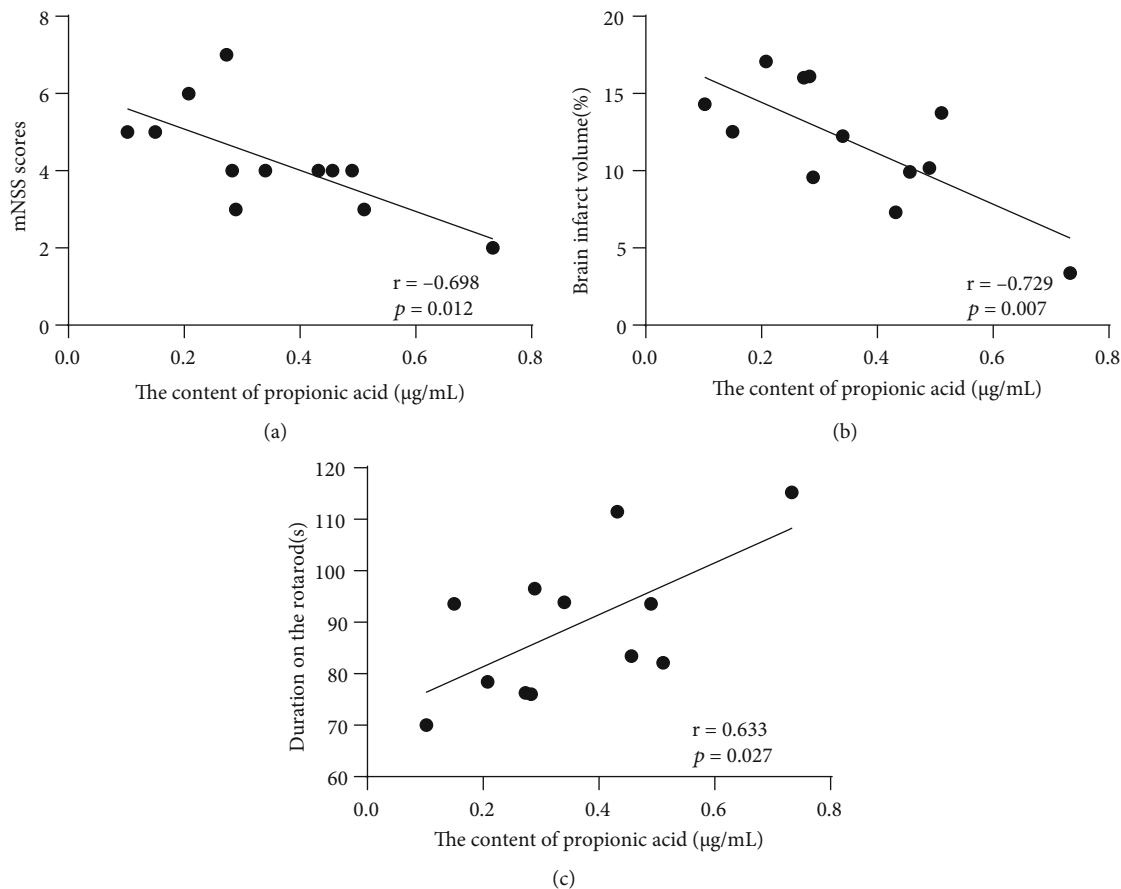 8
6
4
2
0
mNSS scores
r = –0.698
p = 0.012
0.0 0.2 0.4 0.6 0.8
The content of propionic acid (μg/mL)
(a)
20
15
10
5
0
Brain infarct volume(%)
r = –0.729
p = 0.007
0.0 0.2 0.4 0.6 0.8
The content of propionic acid (μg/mL)
(b)
120
110
100
90
80
70
60
Duration on the rotarod(s)
r = 0.633
p = 0.027
0.0 0.2 0.4 0.6 0.8
The content of propionic acid (μg/mL)
(c)